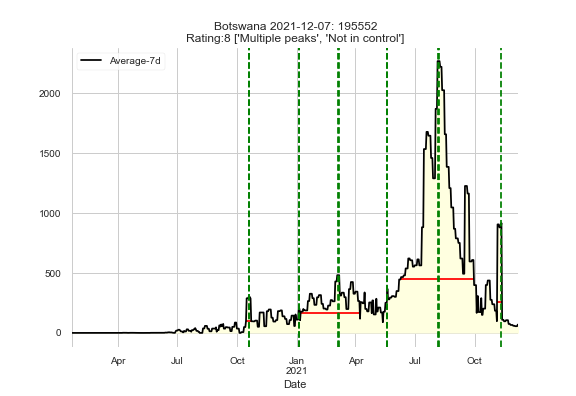 Botswana 2021-12-07: 195552
Rating:8 ['Multiple peaks', 'Not in control']
Average-7d
2000
1500
1000
500
0
Apr Jul Oct Jan Apr Jul Oct
2021
Date